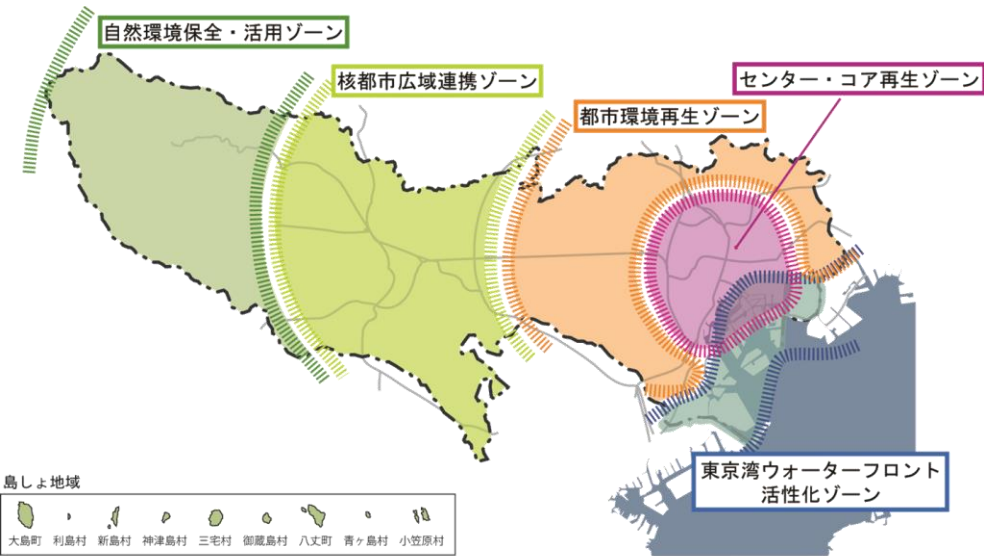 自然環境保全・活用ゾーン
核都市広域連携ゾーン
センター・コア再生ゾーン
都市環境再生ゾーン
東京湾ウォーターフロント
活性化ゾーン
島しょ地域
大島町 利島村 新島村 神津島村 三宅村 御蔵島村 八丈町 青ヶ島村 小笠原村